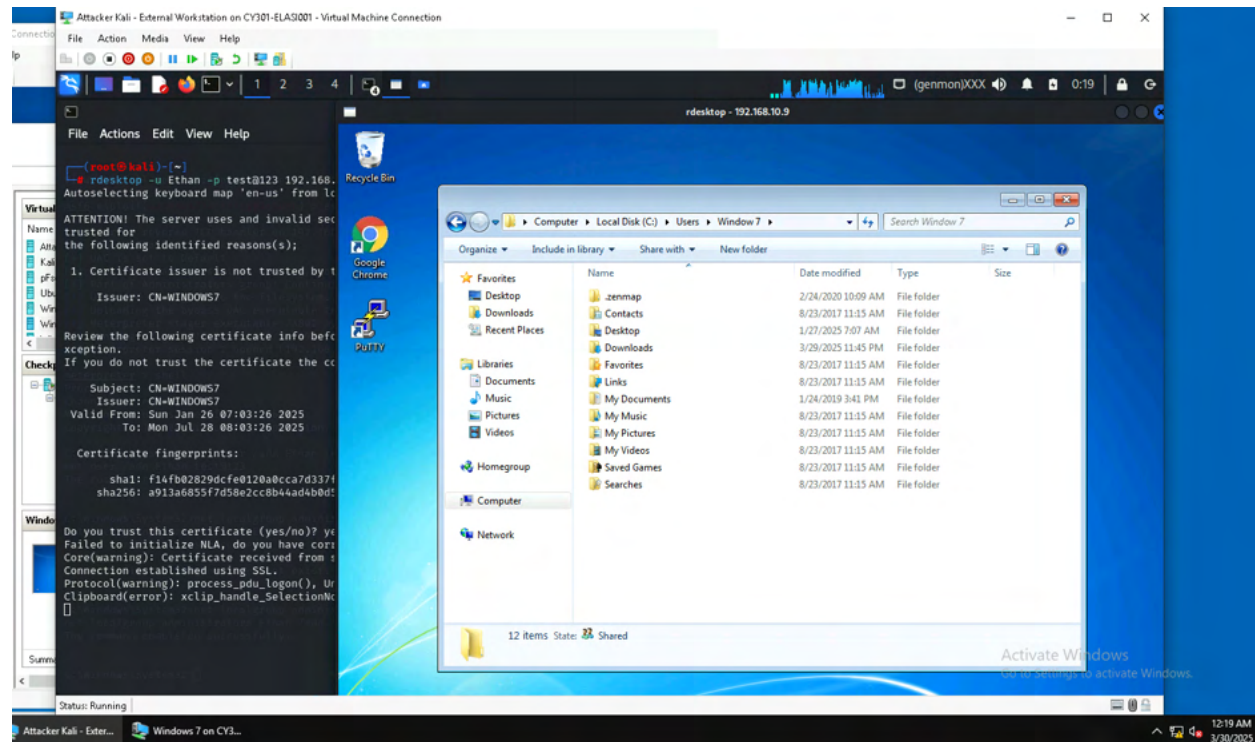 Attacker Kali - External Workstation on CY301-ELASI001 - Virtual Machine Connection
File Action Media View Help
1 2 3 4 (genmon)XXX 0:19
rdesktop - 192.168.10.9
File Actions Edit View Help
(root kali)-[~]
# rdesktop -u Ethan -p test@123 192.168.
Autoselecting keyboard map 'en-us' from
ATTENTION! The server uses and invalid sec
trusted for
the following identified reasons(s);
1. Certificate issuer is not trusted by t
Issuer: CN=WINDOWS7
Review the following certificate info befo
xception.
If you do not trust the certificate the co
Subject: CN=WINDOWS7
Issuer: CN=WINDOWS7
Valid From: Sun Jan 26 07:03:26 2025
To: Mon Jul 28 08:03:26 2025
Certificate fingerprints:
sha1: f14fb02829dcfe0120a0cca7d337f
sha256: a913a6855f7d58e2cc8b44ad4b0d5
Do you trust this certificate (yes/no)? ye
Failed to initialize NLA, do you have corr
Core(warning): Certificate received from s
Connection established using SSL.
Protocol(warning): process_pdu_logon(), Un
Clipboard(error): xclip_handle_SelectionNo
Recycle Bin
Google
Chrome
PuTTY
Computer Local Disk (C:) Users Window 7
Search Window 7
Organize Include in library Share with New folder
Favorites
Desktop
Downloads
Recent Places
Libraries
Documents
Music
Pictures
Videos
Homegroup
Computer
Network
Name Date modified Type Size
.zenmap 2/24/2020 10:09 AM File folder
Contacts 8/23/2017 11:15 AM File folder
Desktop 1/27/2025 7:07 AM File folder
Downloads 3/29/2025 11:45 PM File folder
Favorites 8/23/2017 11:15 AM File folder
Links 8/23/2017 11:15 AM File folder
My Documents 1/24/2019 3:41 PM File folder
My Music 8/23/2017 11:15 AM File folder
My Pictures 8/23/2017 11:15 AM File folder
My Videos 8/23/2017 11:15 AM File folder
Saved Games 8/23/2017 11:15 AM File folder
Searches 8/23/2017 11:15 AM File folder
12 items State: Shared
Activate Windows
Go to Settings to activate Windows.
Connectio
lp
Virtual
Name
Atta
Kali
pFs
Ubu
Win
Win
Checkp
Windo
Summ
Status: Running
Attacker Kali - Exter... Windows 7 on CY3...
12:19 AM
3/30/2025